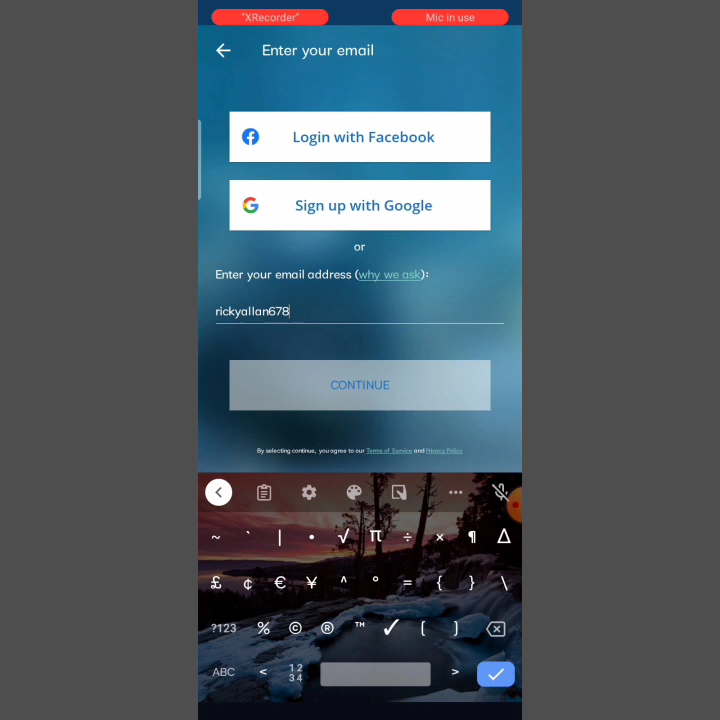 "XRecorder" Mic in use
Enter your email
Login with Facebook
Sign up with Google
or
Enter your email address (why we ask):
rickyallan678
CONTINUE
By selecting continue, you agree to our Terms of Service and Privacy Policy
~ ` | • √ π ÷ × ¶ Δ
£ ¢ € ¥ ^ ° = { } \
?123 % © ® ™ ✓ [ ]
ABC < 1 2 3 4 >